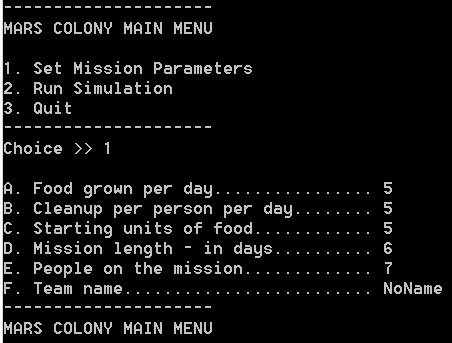 ---------------------
MARS COLONY MAIN MENU
1. Set Mission Parameters
2. Run Simulation
3. Quit
---------------------
Choice >> 1
A. Food grown per day................ 5
B. Cleanup per person per day........ 5
C. Starting units of food............ 5
D. Mission length - in days.......... 6
E. People on the mission............. 7
F. Team name......................... NoName
---------------------
MARS COLONY MAIN MENU